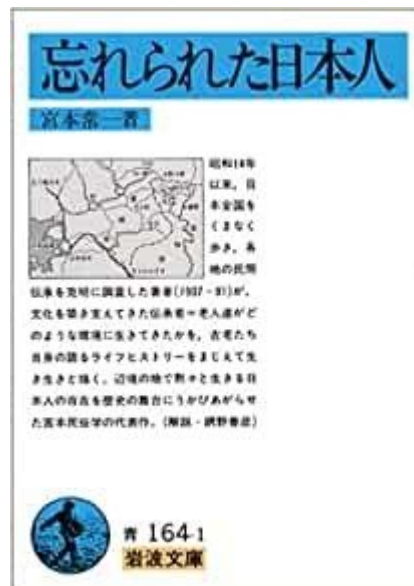 忘れられた日本人
宮本常一著
昭和14年
以来，日
本全国を
くまなく
歩き，各
地の民間
伝承を克明に調査した著者(1907-81)が，
文化を築き支えてきた伝承者＝老人達がど
のような環境に生きてきたかを，古老たち
自身の語るライフヒストリーをまじえて生
き生きと描く．辺境の地で黙々と生きる日
本人の存在を歴史の舞台にうかびあがらせ
た宮本民俗学の代表作．(解説・網野善彦)
青 164-1
岩波文庫